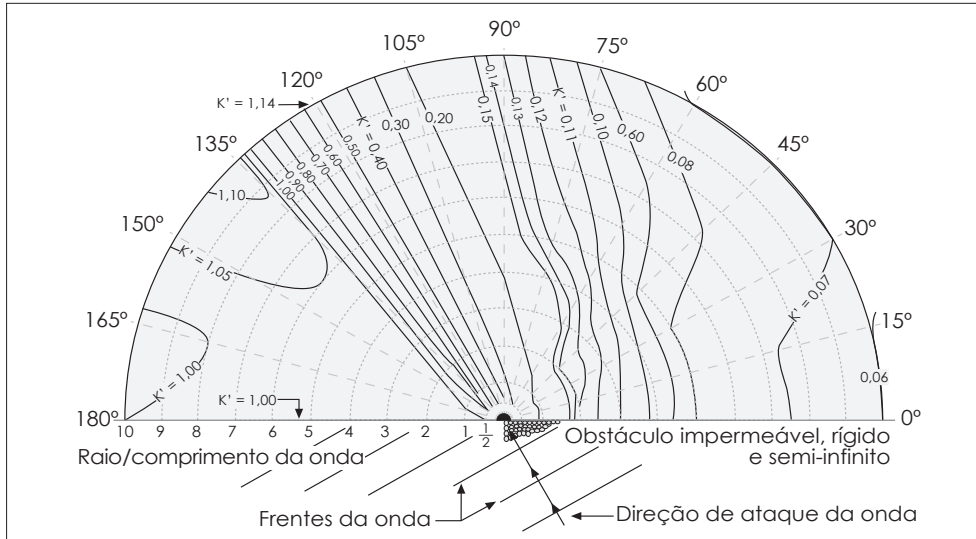 90º
105º
75º
120º
60º
K' = 1,14
135º
45º
150º
30º
165º
15º
180º
0º
0,14
0,15
0,13
0,12
K' = 0,11
0,10
0,60
0,08
0,20
0,30
K' = 0,40
0,50
0,60
0,70
0,80
0,90
1,00
1,10
K' = 1,05
K' = 1,00
K' = 1,00
K' = 0,07
0,06
10 9 8 7 6 5 4 3 2 1 1/2
Raio/comprimento da onda
Obstáculo impermeável, rígido
e semi-infinito
Frentes da onda
Direção de ataque da onda